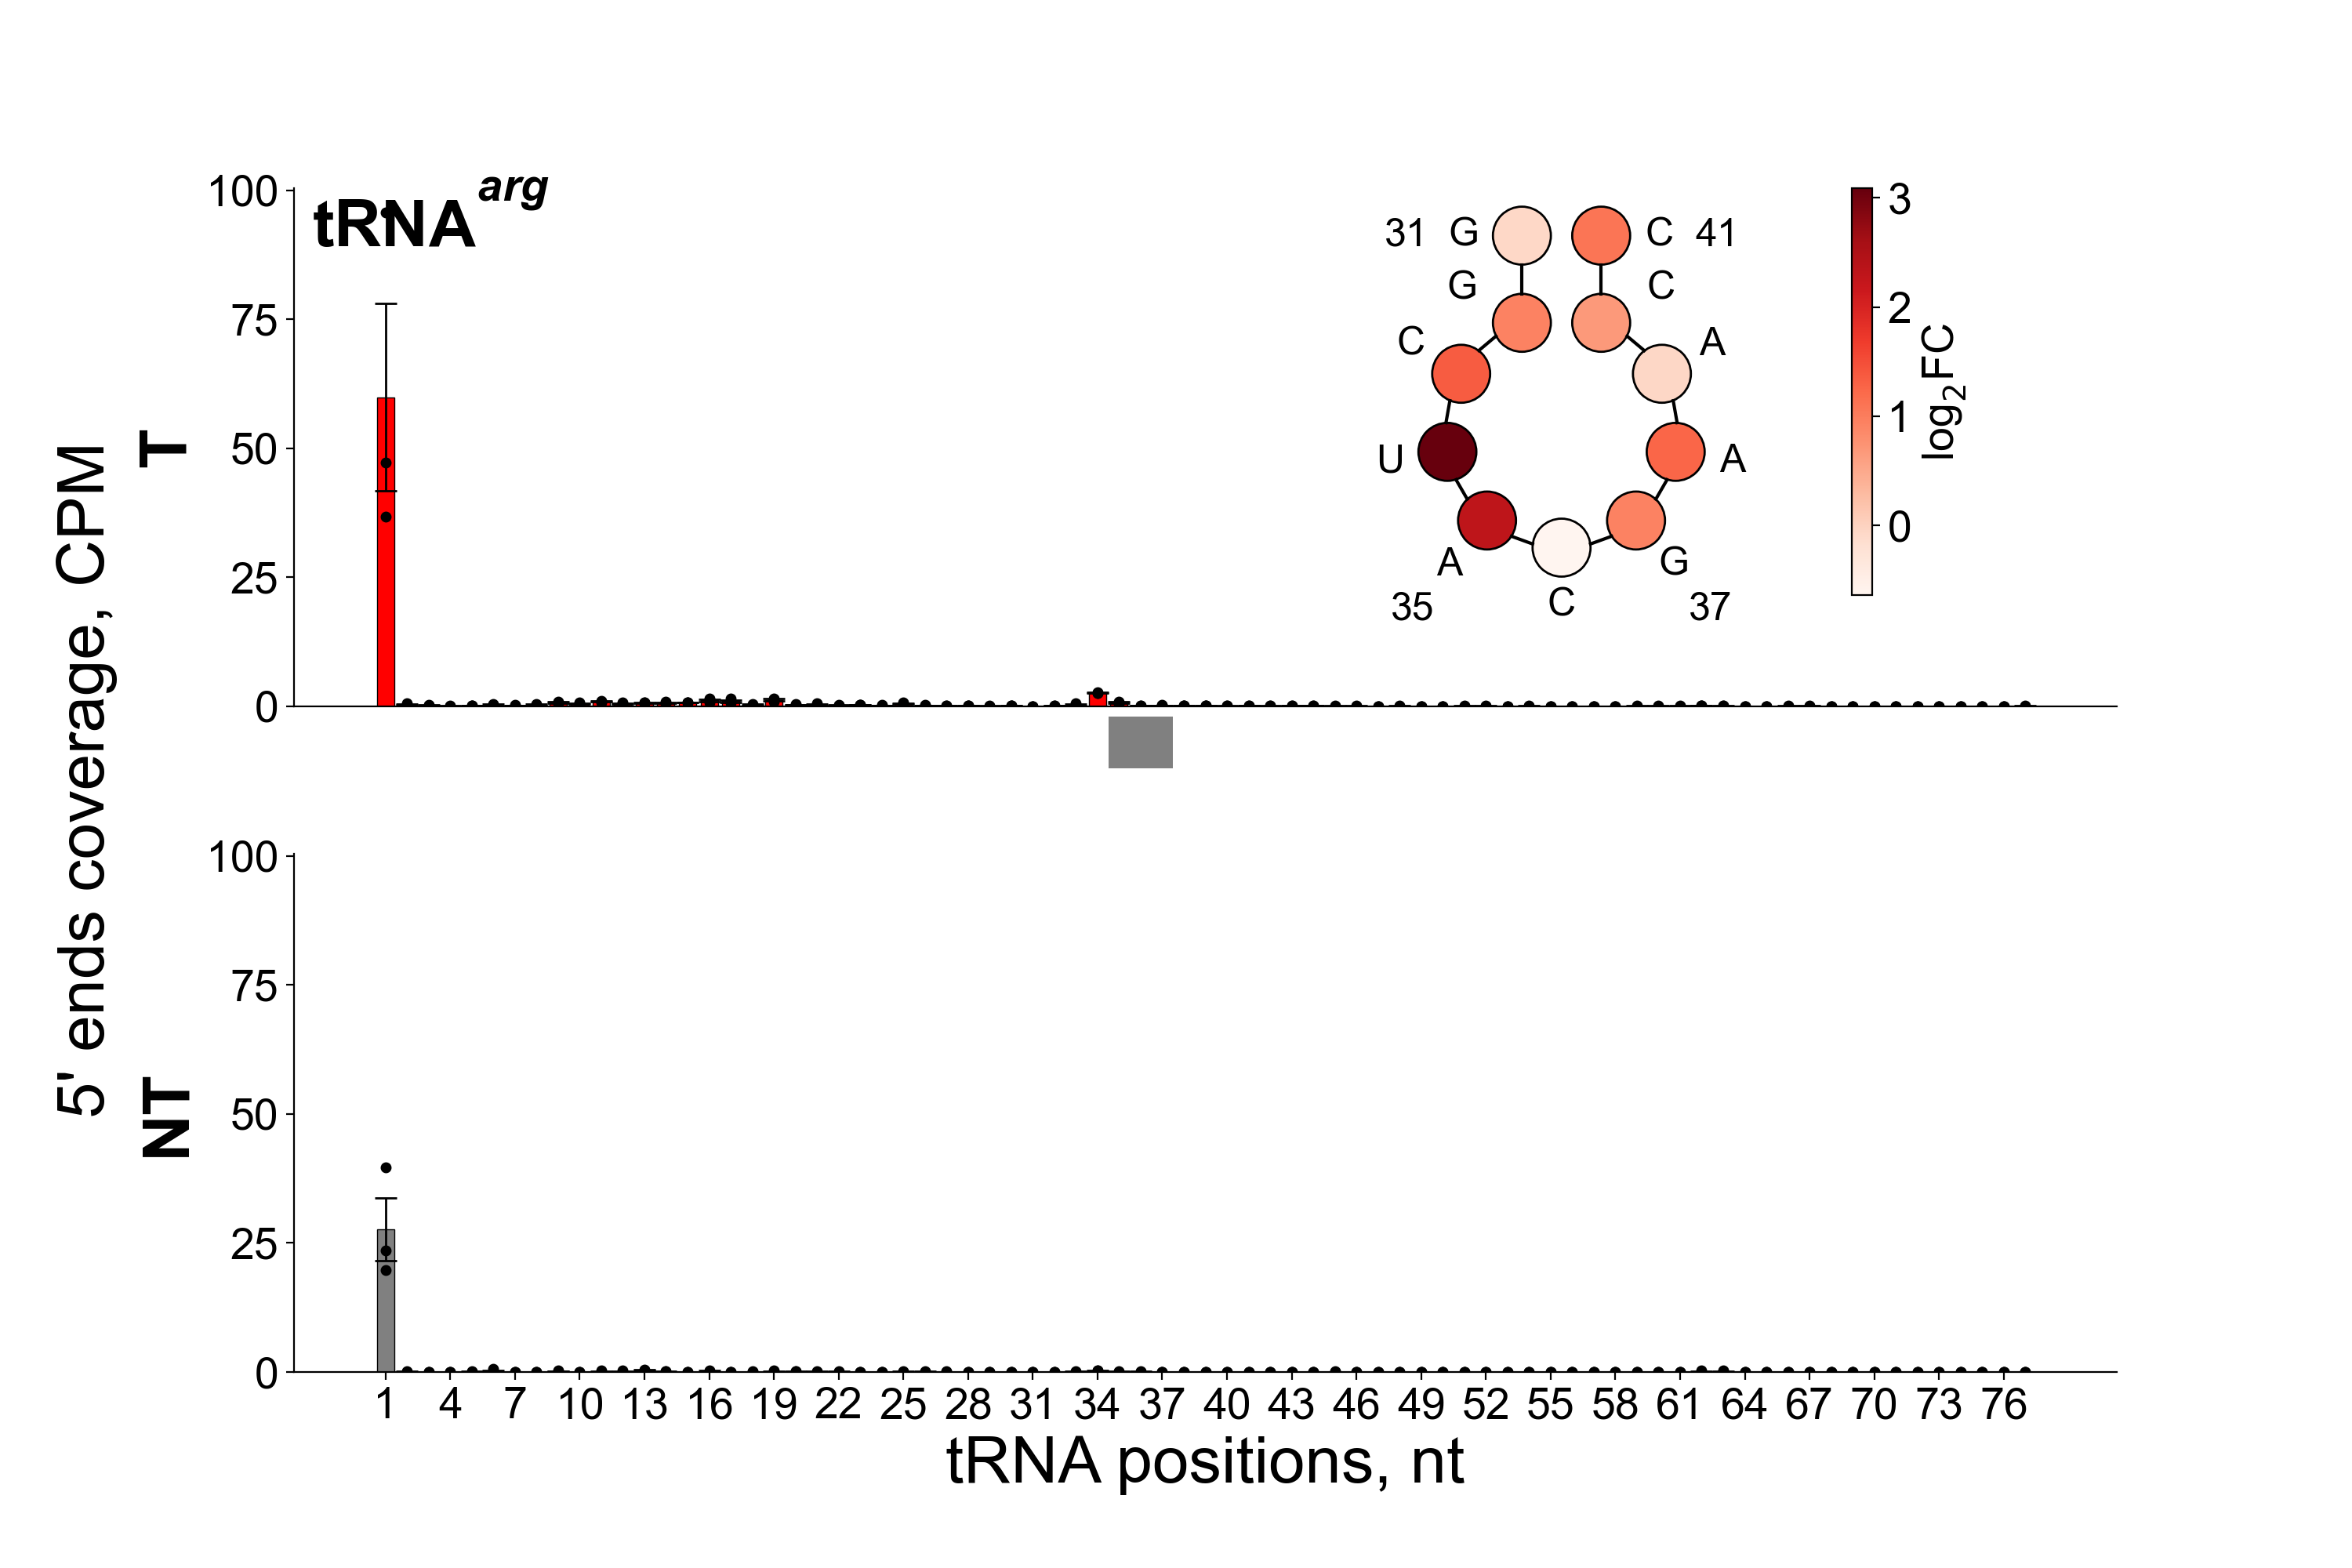 tRNA^arg
5' ends coverage, CPM
T
100
75
50
25
0
31 G C 41
G C
C A
U A
A G
35 C 37
3
2
1
0
log₂FC
NT
100
75
50
25
0
1 4 7 10 13 16 19 22 25 28 31 34 37 40 43 46 49 52 55 58 61 64 67 70 73 76
tRNA positions, nt